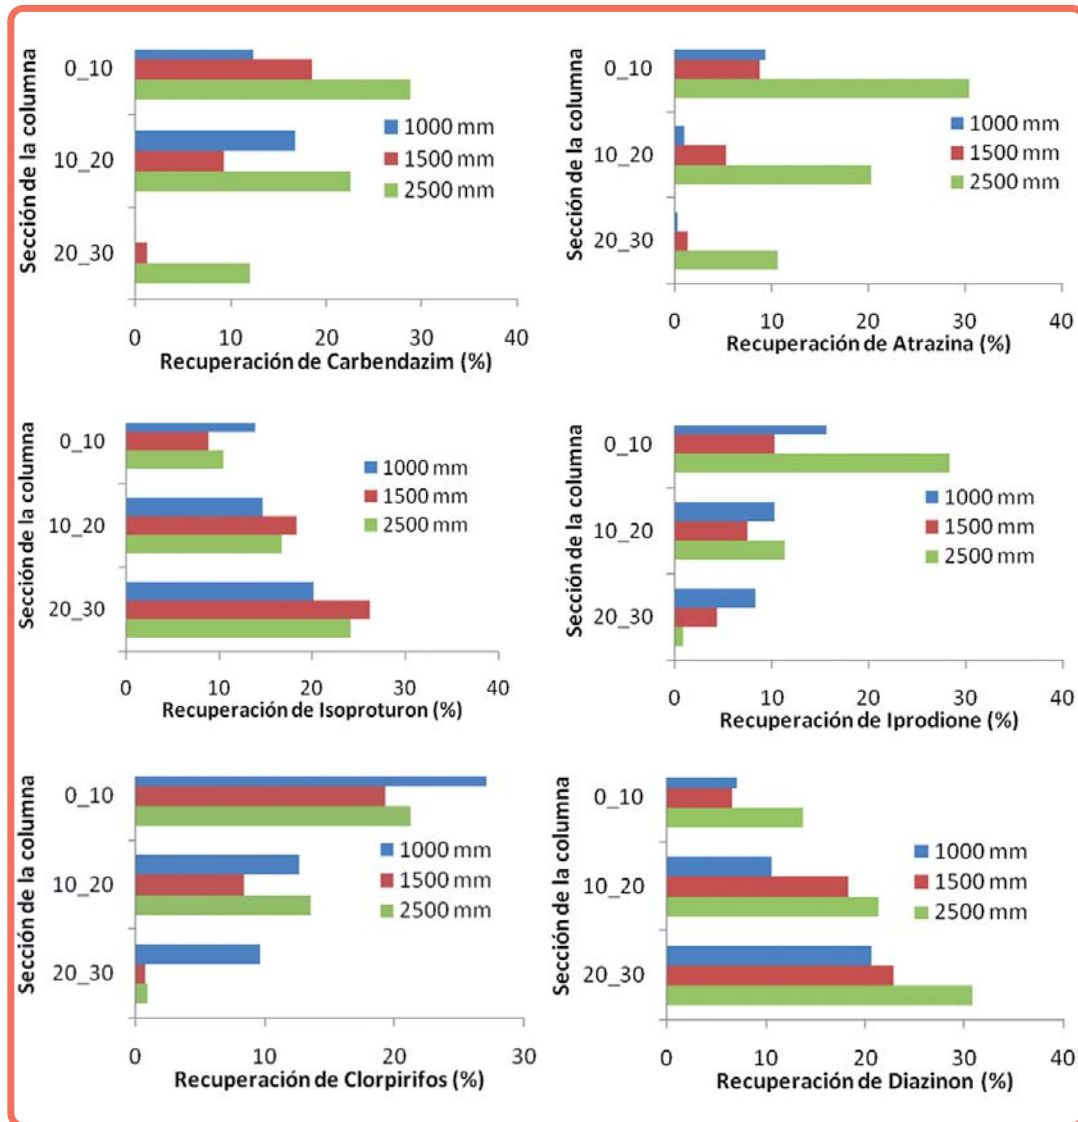 Sección de la columna
0_10
10_20
20_30
1000 mm
1500 mm
2500 mm
0 10 20 30 40
Recuperación de Carbendazim (%)
Sección de la columna
0_10
10_20
20_30
1000 mm
1500 mm
2500 mm
0 10 20 30 40
Recuperación de Atrazina (%)
Sección de la columna
0_10
10_20
20_30
1000 mm
1500 mm
2500 mm
0 10 20 30 40
Recuperación de Isoproturon (%)
Sección de la columna
0_10
10_20
20_30
1000 mm
1500 mm
2500 mm
0 10 20 30 40
Recuperación de Iprodione (%)
Sección de la columna
0_10
10_20
20_30
1000 mm
1500 mm
2500 mm
0 10 20 30
Recuperación de Clorpirifos (%)
Sección de la columna
0_10
10_20
20_30
1000 mm
1500 mm
2500 mm
0 10 20 30 40
Recuperación de Diazinon (%)